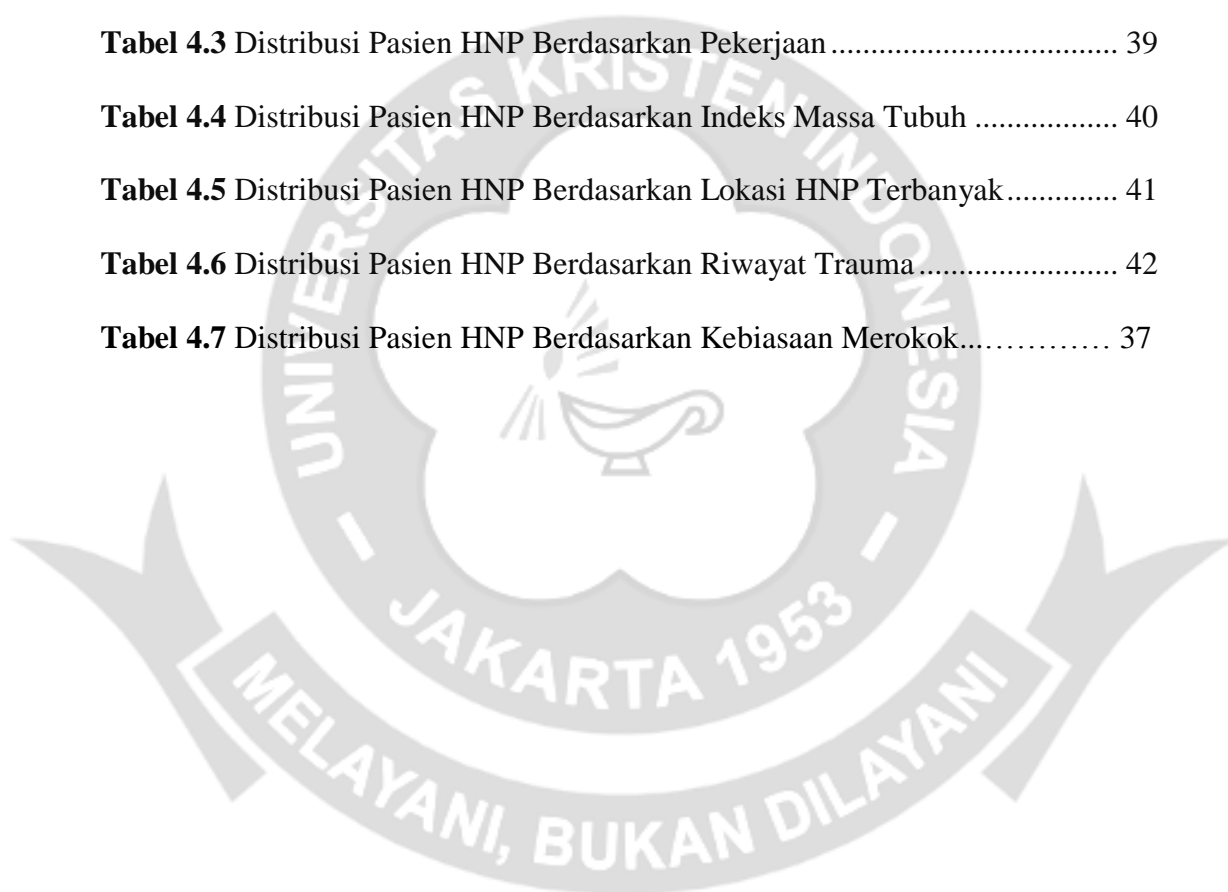 Tabel 4.3 Distribusi Pasien HNP Berdasarkan Pekerjaan .................................... 39
Tabel 4.4 Distribusi Pasien HNP Berdasarkan Indeks Massa Tubuh .................. 40
Tabel 4.5 Distribusi Pasien HNP Berdasarkan Lokasi HNP Terbanyak.............. 41
Tabel 4.6 Distribusi Pasien HNP Berdasarkan Riwayat Trauma ......................... 42
Tabel 4.7 Distribusi Pasien HNP Berdasarkan Kebiasaan Merokok...………… 37
UNIVERSITAS KRISTEN INDONESIA
- JAKARTA 1953 -
MELAYANI, BUKAN DILAYANI